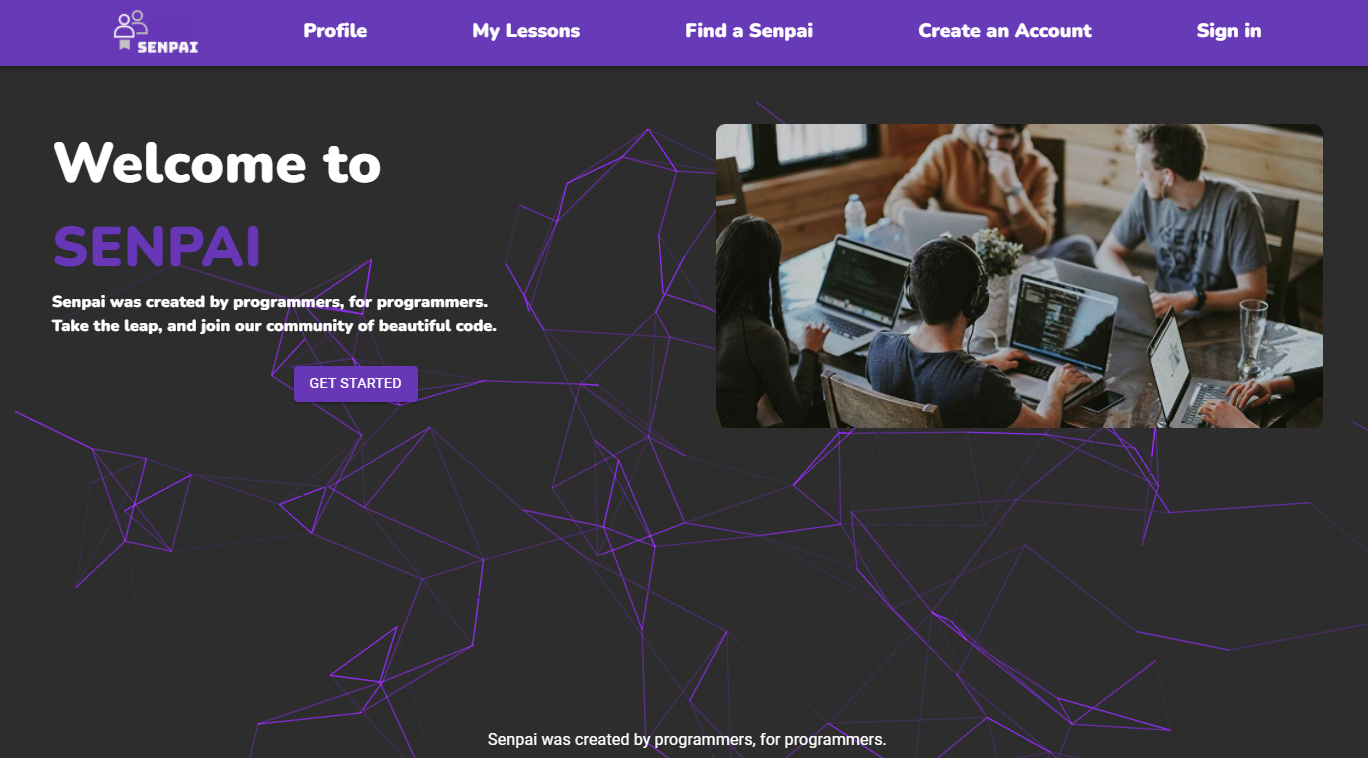 SENPAI
Profile
My Lessons
Find a Senpai
Create an Account
Sign in
Welcome to
SENPAI
Senpai was created by programmers, for programmers.
Take the leap, and join our community of beautiful code.
GET STARTED
Senpai was created by programmers, for programmers.